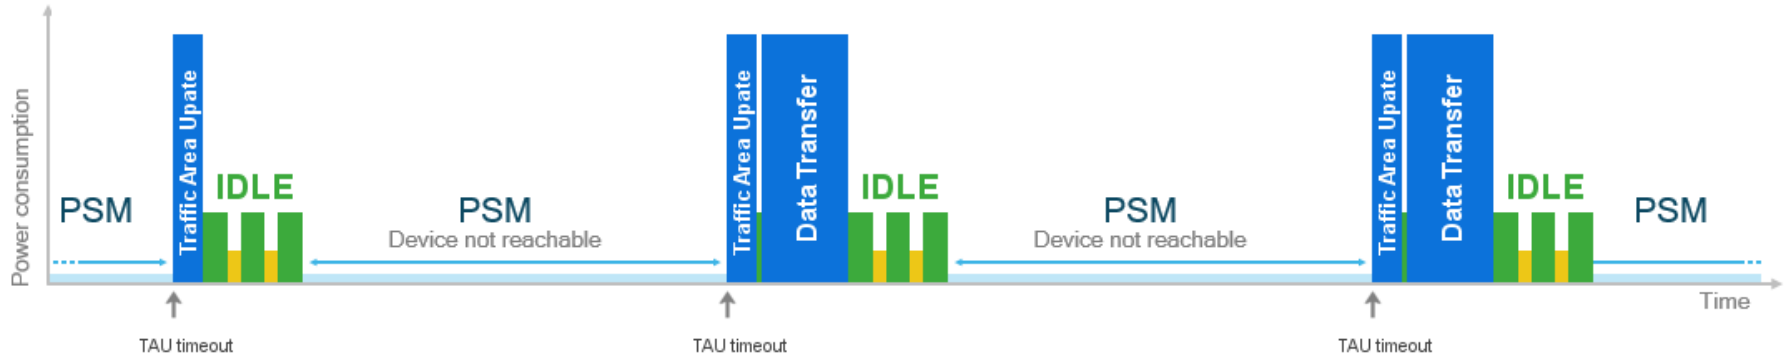 Power consumption
PSM
Traffic Area Upate
IDLE
PSM
Device not reachable
Traffic Area Upate
Data Transfer
IDLE
PSM
Device not reachable
Traffic Area Upate
Data Transfer
IDLE
PSM
Time
TAU timeout
TAU timeout
TAU timeout